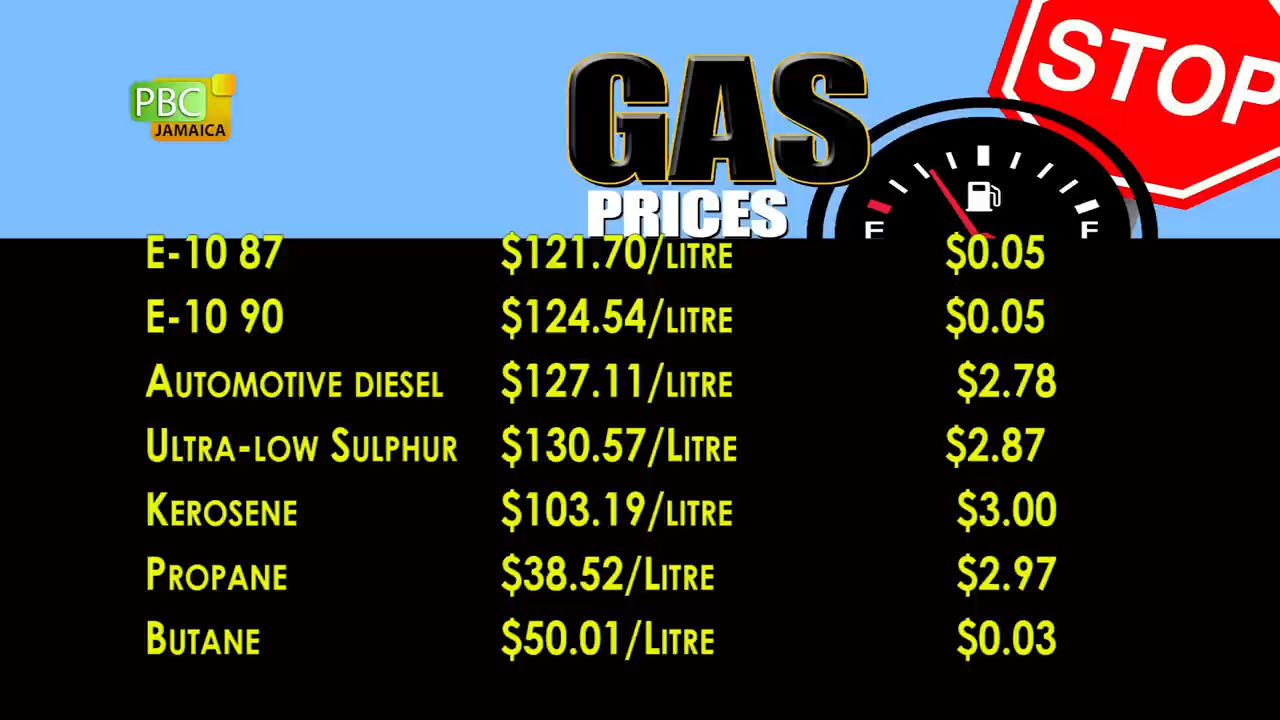 PBC
JAMAICA
GAS
PRICES
STOP
E F
E-10 87 $121.70/LITRE $0.05
E-10 90 $124.54/LITRE $0.05
AUTOMOTIVE DIESEL $127.11/LITRE $2.78
ULTRA-LOW SULPHUR $130.57/LITRE $2.87
KEROSENE $103.19/LITRE $3.00
PROPANE $38.52/LITRE $2.97
BUTANE $50.01/LITRE $0.03